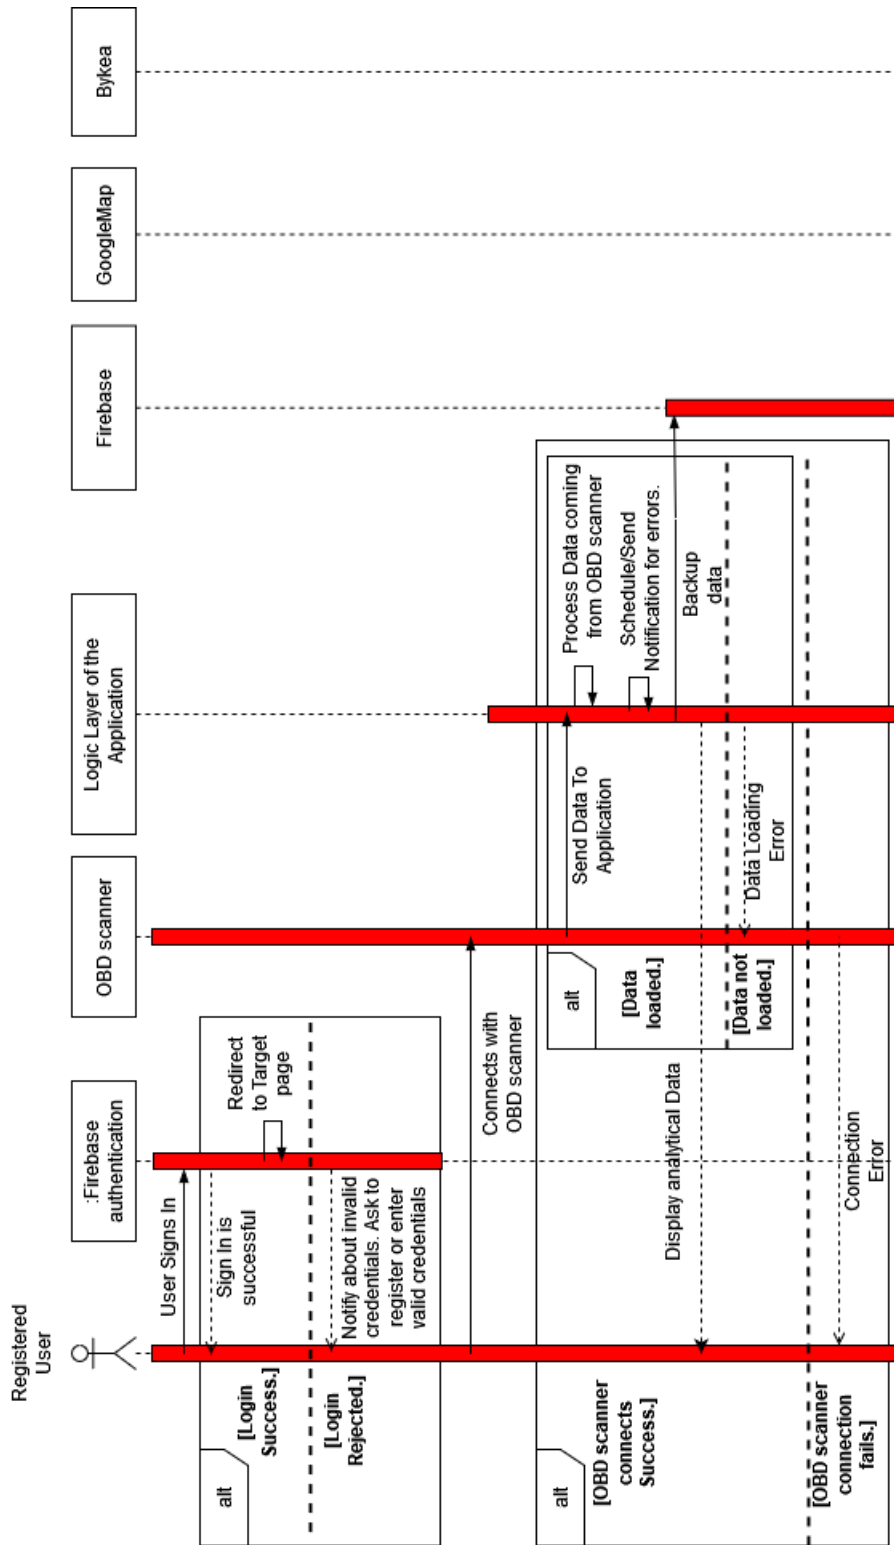 Registered
User
:Firebase
authentication
OBD scanner
Logic Layer of the
Application
Firebase
GoogleMap
Bykea
User Signs In
alt
[Login
Success.]
Sign In is
successful
Redirect
to Target
page
[Login
Rejected.]
Notify about invalid
credentials. Ask to
register or enter
valid credentials
Connects with
OBD scanner
alt
[OBD scanner
connects
Success.]
alt
[Data
loaded.]
Send Data To
Application
Process Data coming
from OBD scanner
Schedule/Send
Notification for errors.
Backup
data
Display analytical Data
[Data not
loaded.]
Data Loading
Error
[OBD scanner
connection
fails.]
Connection
Error